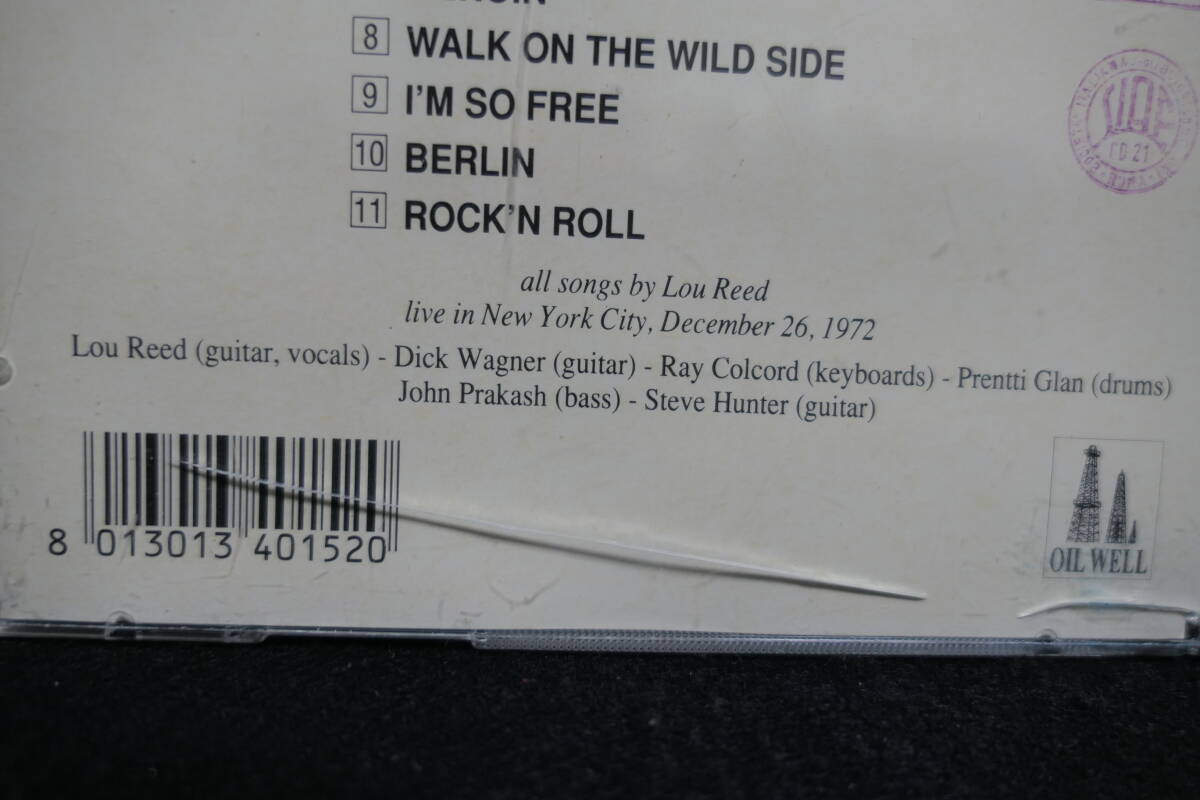 8 WALK ON THE WILD SIDE
9 I'M SO FREE
10 BERLIN
11 ROCK'N ROLL
all songs by Lou Reed
live in New York City, December 26, 1972
Lou Reed (guitar, vocals) - Dick Wagner (guitar) - Ray Colcord (keyboards) - Prentti Glan (drums)
John Prakash (bass) - Steve Hunter (guitar)
8 013013 401520
OIL WELL